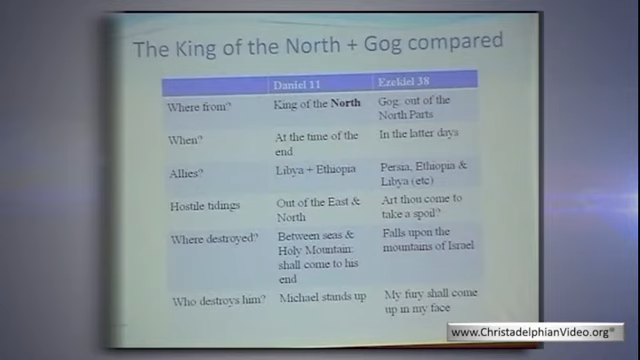 The King of the North + Gog compared
Daniel 11 Ezekiel 38
Where from? King of the North Gog: out of the
North Parts
When? At the time of the In the latter days
end
Allies? Libya + Ethiopia Persia, Ethiopia &
Libya (etc)
Hostile tidings Out of the East & Art thou come to
North take a spoil?
Where destroyed? Between seas & Falls upon the
Holy Mountain: mountains of Israel
shall come to his
end
Who destroys him? Michael stands up My fury shall come
up in my face
www.ChristadelphianVideo.org®